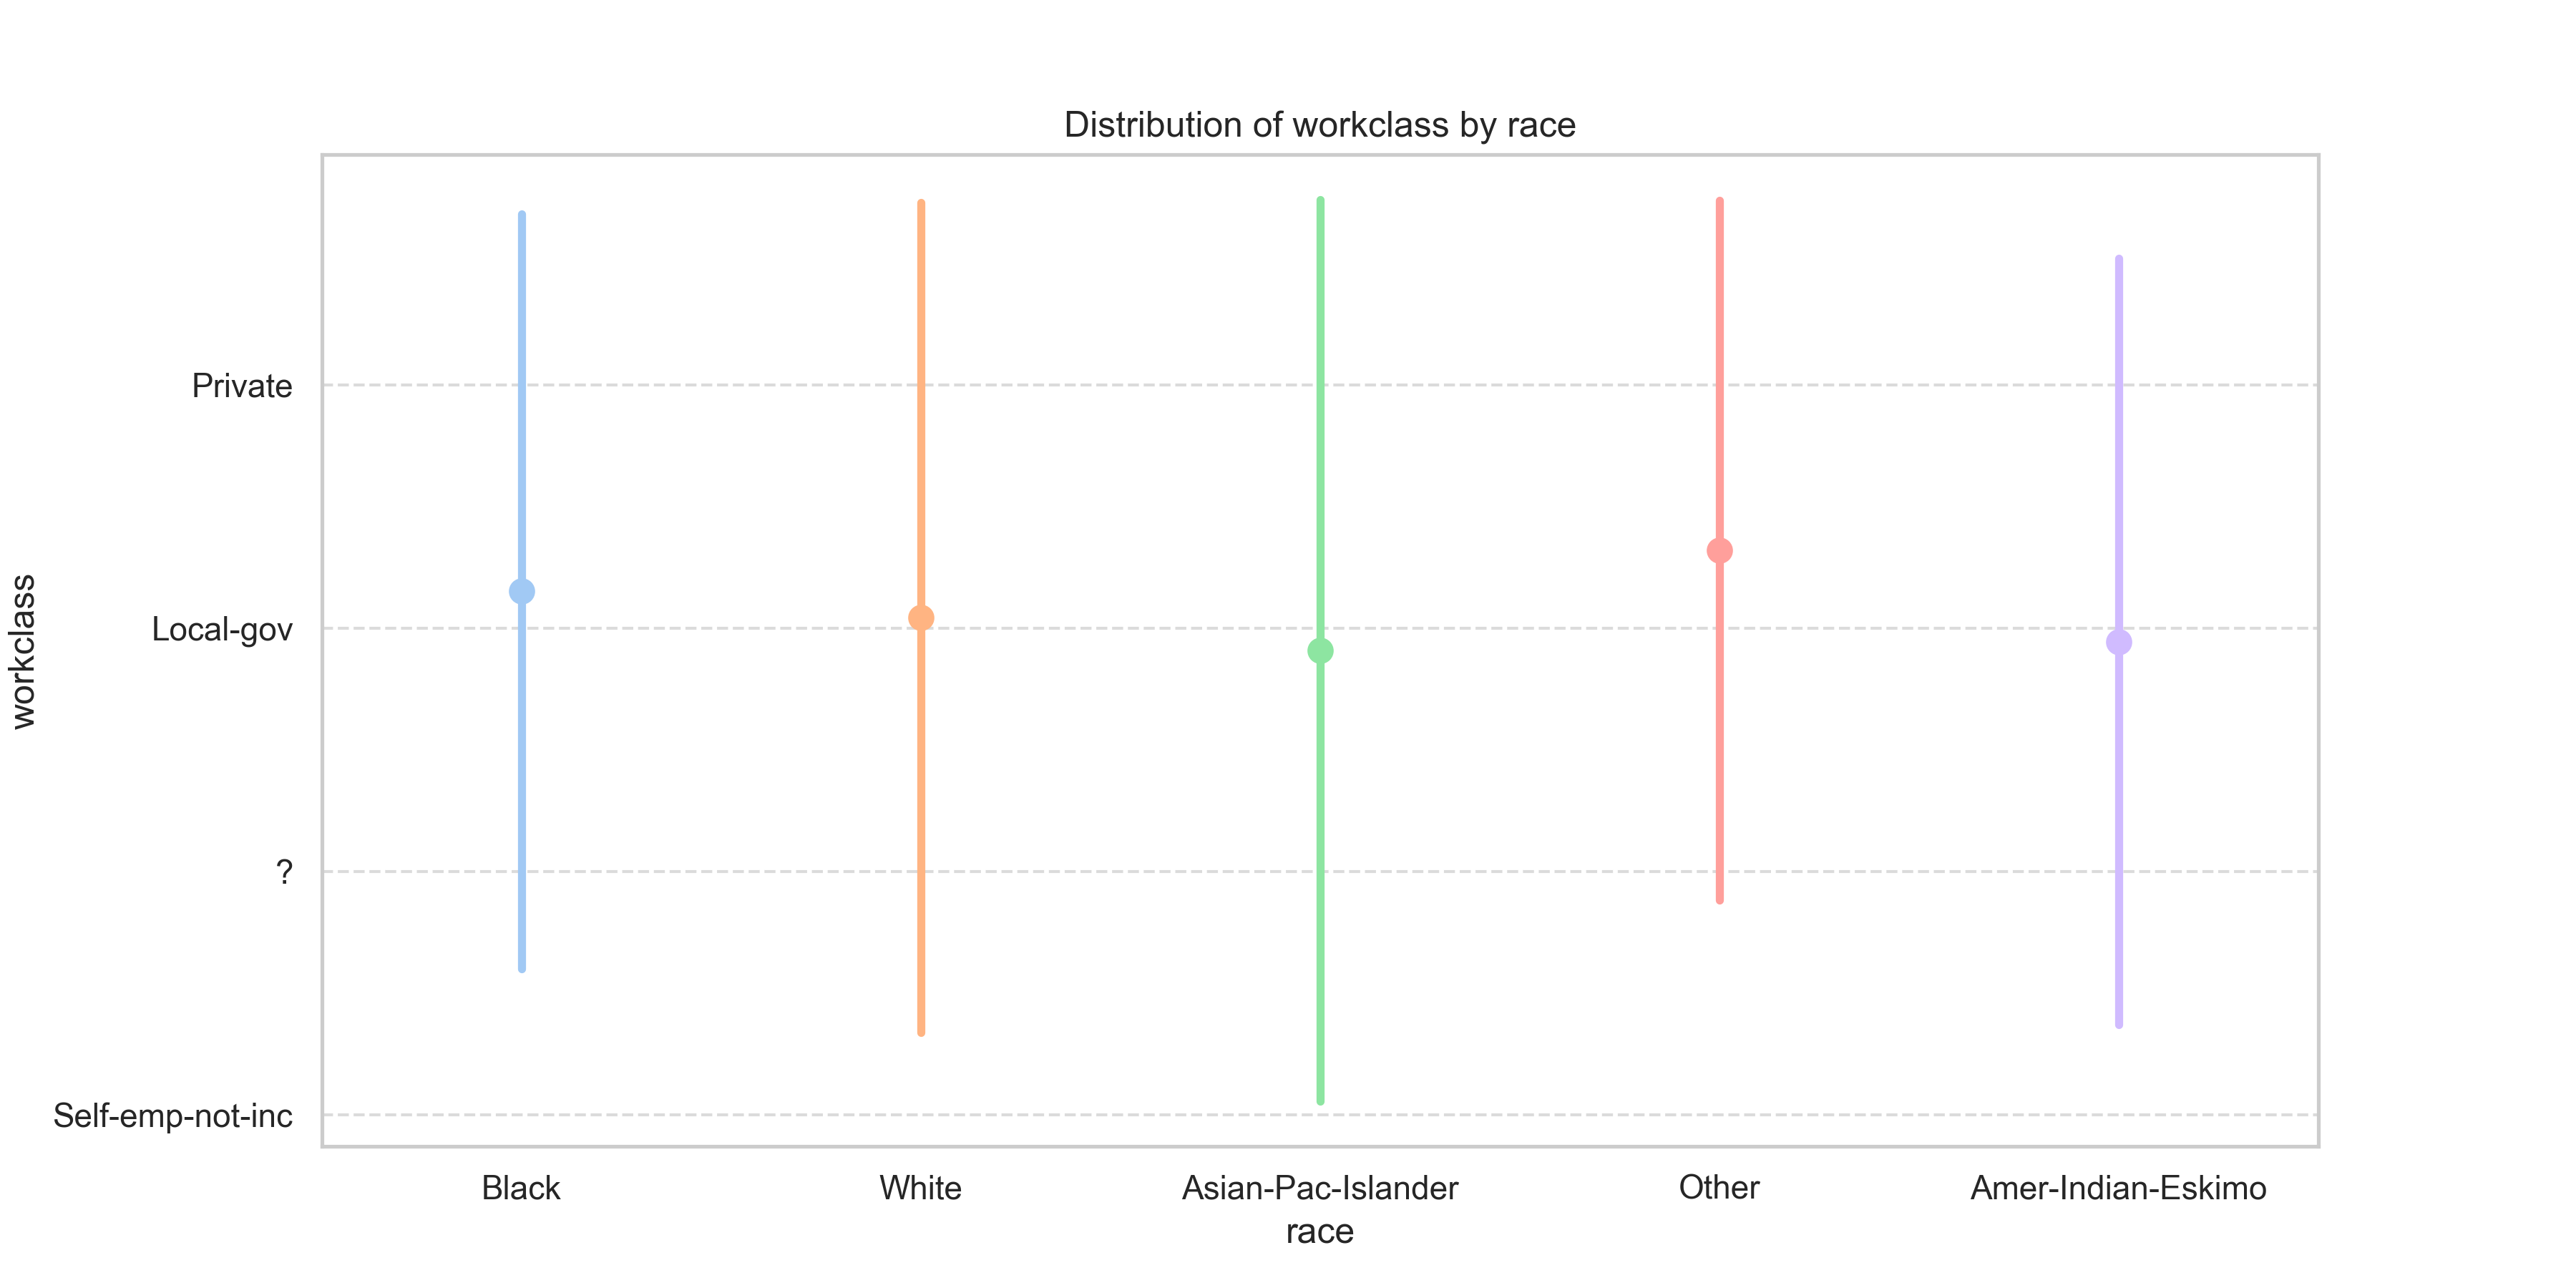 Distribution of workclass by race
workclass
Private
Local-gov
?
Self-emp-not-inc
Black
White
Asian-Pac-Islander
Other
Amer-Indian-Eskimo
race